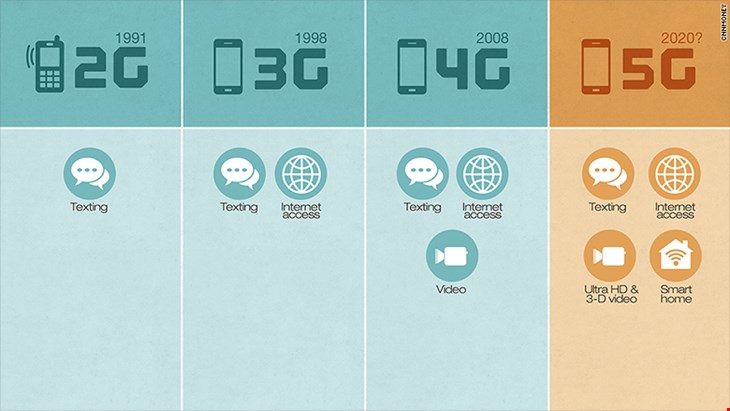 CNNMONEY
1991
2G
1998
3G
2008
4G
2020?
5G
Texting
Texting
Internet
access
Texting
Internet
access
Video
Texting
Internet
access
Ultra HD &
3-D video
Smart
home